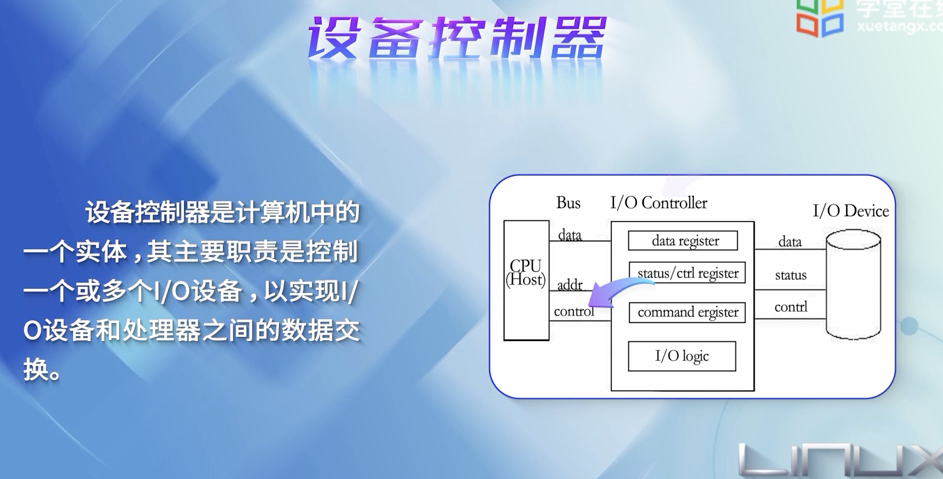 设备控制器
学堂在
xuetangx.co
设备控制器是计算机中的
一个实体，其主要职责是控制
一个或多个I/O设备，以实现I/
O设备和处理器之间的数据交
换。
Bus
I/O Controller
I/O Device
data
data register
data
CPU
(Host)
status/ctrl register
status
addr
control
command ergister
contrl
I/O logic
LINUX